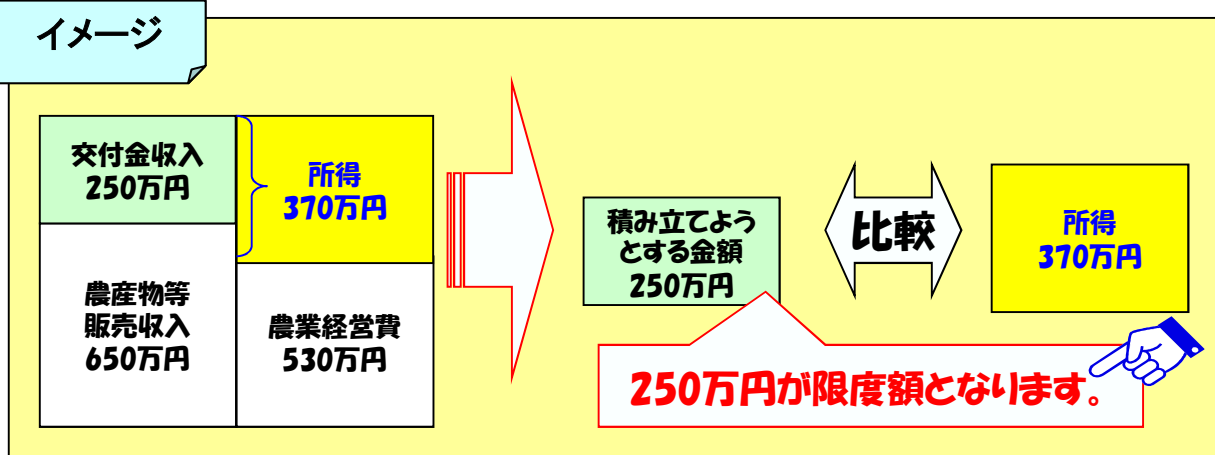 イメージ
交付金収入
250万円
農産物等
販売収入
650万円
所得
370万円
農業経営費
530万円
積み立てよう
とする金額
250万円
比較
所得
370万円
250万円が限度額となります。